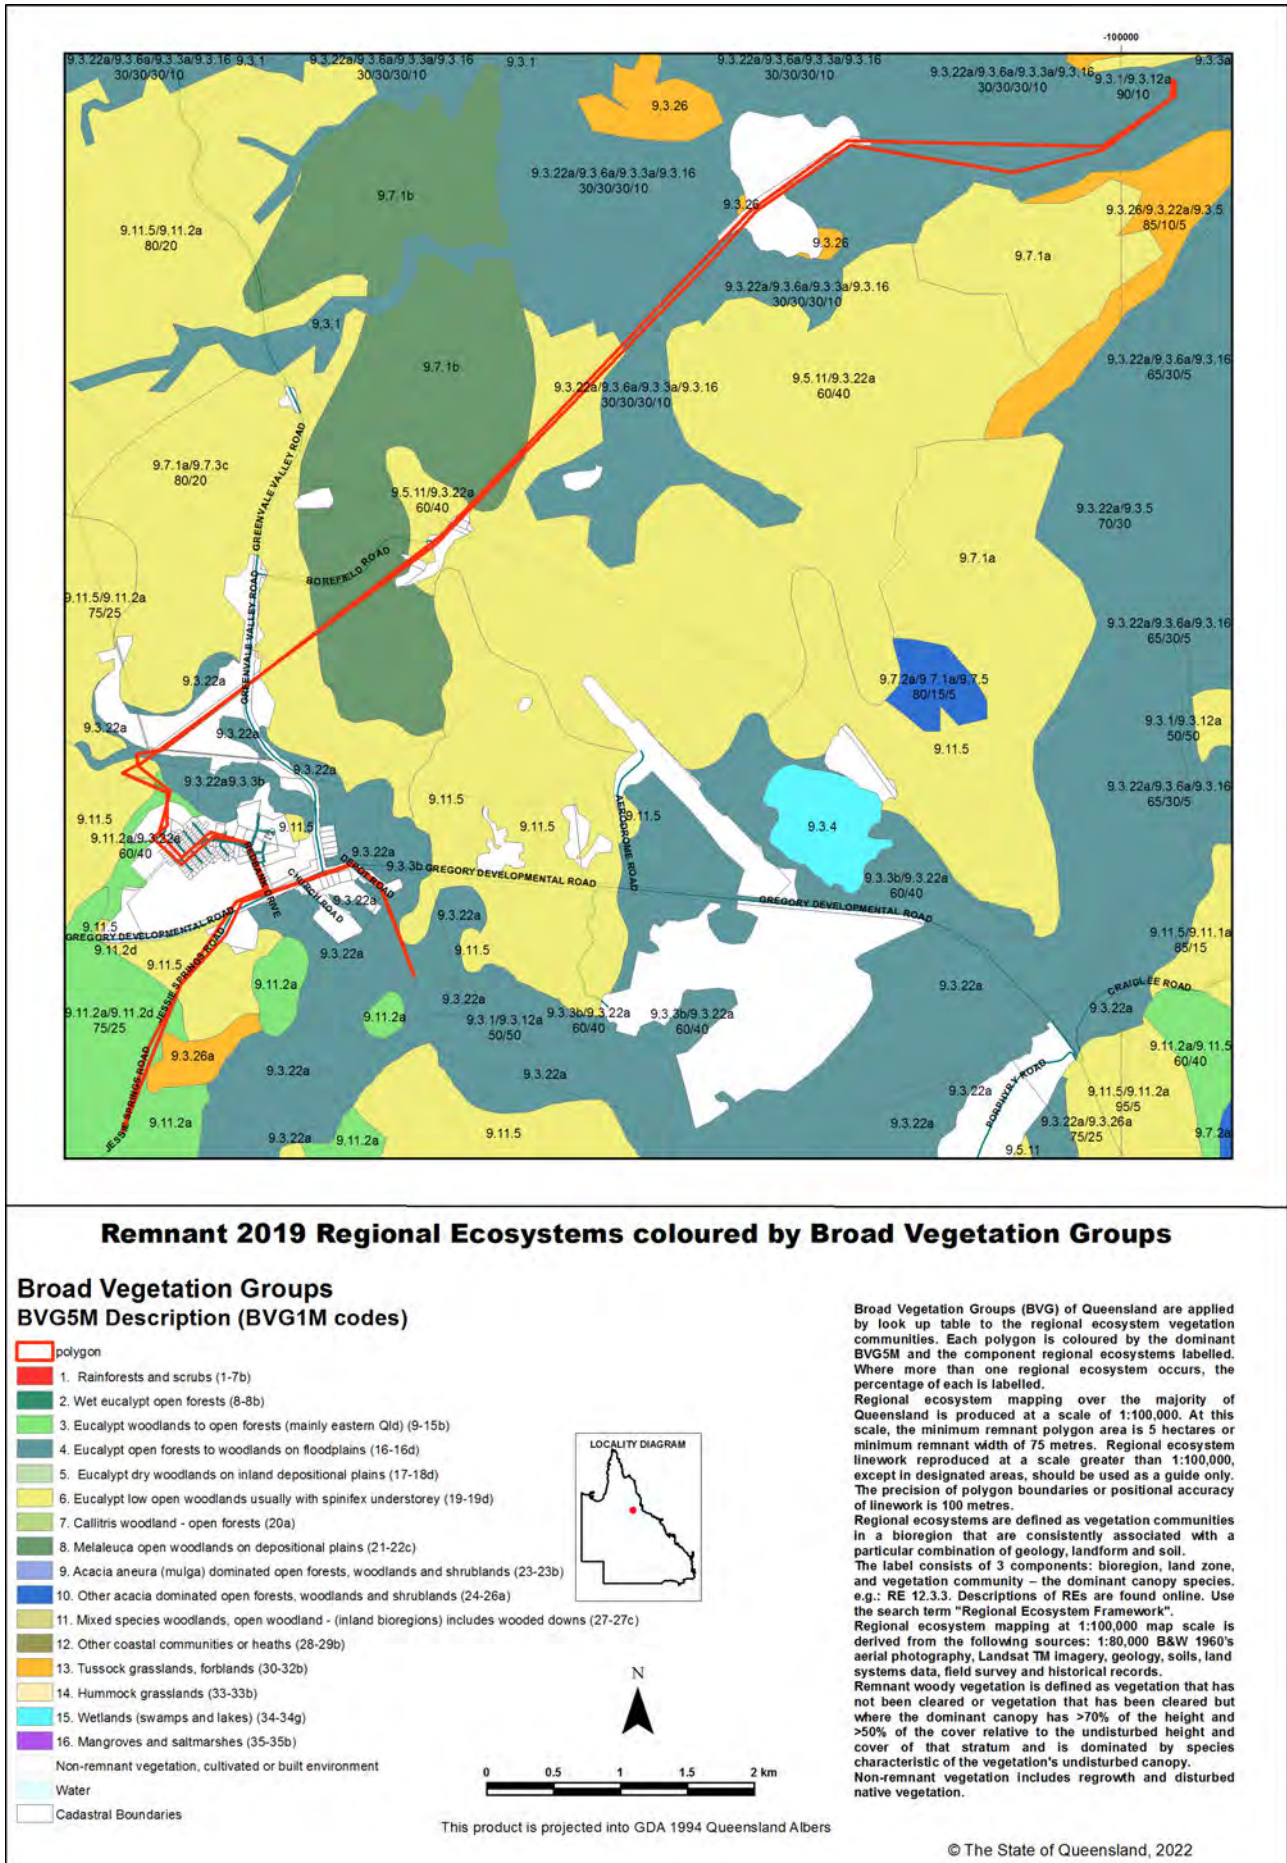 -100000
9.3.22a/9.3.6a/9.3.3a/9.3.16
30/30/30/10
9.3.1
9.3.22a/9.3.6a/9.3.3a/9.3.16
30/30/30/10
9.3.1
9.3.22a/9.3.6a/9.3.3a/9.3.16
30/30/30/10
9.3.22a/9.3.6a/9.3.3a/9.3.16
30/30/30/10
9.3.3a
9.3.1/9.3.12a
90/10
9.3.26
9.7.1b
9.3.22a/9.3.6a/9.3.3a/9.3.16
30/30/30/10
9.3.26
9.3.26
9.3.26/9.3.22a/9.3.5
85/10/5
9.11.5/9.11.2a
80/20
9.7.1a
9.3.22a/9.3.6a/9.3.3a/9.3.16
30/30/30/10
9.3.1
9.7.1b
9.3.22a/9.3.6a/9.3.3a/9.3.16
30/30/30/10
9.5.11/9.3.22a
60/40
9.3.22a/9.3.6a/9.3.16
65/30/5
9.7.1a/9.7.3c
80/20
GREENVALE VALLEY ROAD
9.5.11/9.3.22a
60/40
9.3.22a/9.3.5
70/30
9.7.1a
BOREFIELD ROAD
GREENVALE VALLEY ROAD
9.11.5/9.11.2a
75/25
9.3.22a/9.3.6a/9.3.16
65/30/5
9.3.22a
9.7.2a/9.7.1a/9.7.5
80/15/5
9.3.22a
9.3.22a
9.3.1/9.3.12a
50/50
9.11.5
9.3.22a
9.3.22a9.3.3b
9.3.22a/9.3.6a/9.3.16
65/30/5
9.11.5
9.11.5
9.11.5
9.11.5
9.11.5
AERODROME ROAD
9.3.4
9.11.2a/9.3.22a
60/40
REDBANK DRIVE
9.3.22a
9.3.3b
DEPOT ROAD
GREGORY DEVELOPMENTAL ROAD
9.3.3b/9.3.22a
60/40
CHURCH ROAD
9.3.22a
GREGORY DEVELOPMENTAL ROAD
9.11.5
GREGORY DEVELOPMENTAL ROAD
9.11.2d
9.3.22a
9.3.22a
9.11.5
9.11.5/9.11.1a
85/15
9.11.5
JESSIE SPRINGS ROAD
9.11.2a
9.3.22a
9.3.22a
CRAIGLEE ROAD
9.3.22a
9.11.2a/9.11.2d
75/25
9.11.2a
9.3.1/9.3.12a
50/50
9.3.3b/9.3.22a
60/40
9.3.3b/9.3.22a
60/40
9.3.26a
9.3.22a
9.3.22a
9.11.2a/9.11.5
60/40
JESSIE SPRINGS ROAD
9.3.22a
PORPHYRY ROAD
9.11.5/9.11.2a
95/5
9.11.2a
9.3.22a
9.11.2a
9.11.5
9.3.22a
9.3.22a/9.3.26a
75/25
9.5.11
9.7.2a
Remnant 2019 Regional Ecosystems coloured by Broad Vegetation Groups
Broad Vegetation Groups
BVG5M Description (BVG1M codes)
polygon
1. Rainforests and scrubs (1-7b)
2. Wet eucalypt open forests (8-8b)
3. Eucalypt woodlands to open forests (mainly eastern Qld) (9-15b)
4. Eucalypt open forests to woodlands on floodplains (16-16d)
5. Eucalypt dry woodlands on inland depositional plains (17-18d)
6. Eucalypt low open woodlands usually with spinifex understorey (19-19d)
7. Callitris woodland - open forests (20a)
8. Melaleuca open woodlands on depositional plains (21-22c)
9. Acacia aneura (mulga) dominated open forests, woodlands and shrublands (23-23b)
10. Other acacia dominated open forests, woodlands and shrublands (24-26a)
11. Mixed species woodlands, open woodland - (inland bioregions) includes wooded downs (27-27c)
12. Other coastal communities or heaths (28-29b)
13. Tussock grasslands, forblands (30-32b)
14. Hummock grasslands (33-33b)
15. Wetlands (swamps and lakes) (34-34g)
16. Mangroves and saltmarshes (35-35b)
Non-remnant vegetation, cultivated or built environment
Water
Cadastral Boundaries
LOCALITY DIAGRAM
N
0 0.5 1 1.5 2 km
This product is projected into GDA 1994 Queensland Albers
Broad Vegetation Groups (BVG) of Queensland are applied
by look up table to the regional ecosystem vegetation
communities. Each polygon is coloured by the dominant
BVG5M and the component regional ecosystems labelled.
Where more than one regional ecosystem occurs, the
percentage of each is labelled.
Regional ecosystem mapping over the majority of
Queensland is produced at a scale of 1:100,000. At this
scale, the minimum remnant polygon area is 5 hectares or
minimum remnant width of 75 metres. Regional ecosystem
linework reproduced at a scale greater than 1:100,000,
except in designated areas, should be used as a guide only.
The precision of polygon boundaries or positional accuracy
of linework is 100 metres.
Regional ecosystems are defined as vegetation communities
in a bioregion that are consistently associated with a
particular combination of geology, landform and soil.
The label consists of 3 components: bioregion, land zone,
and vegetation community – the dominant canopy species.
e.g.: RE 12.3.3. Descriptions of REs are found online. Use
the search term "Regional Ecosystem Framework".
Regional ecosystem mapping at 1:100,000 map scale is
derived from the following sources: 1:80,000 B&W 1960's
aerial photography, Landsat TM imagery, geology, soils, land
systems data, field survey and historical records.
Remnant woody vegetation is defined as vegetation that has
not been cleared or vegetation that has been cleared but
where the dominant canopy has >70% of the height and
>50% of the cover relative to the undisturbed height and
cover of that stratum and is dominated by species
characteristic of the vegetation's undisturbed canopy.
Non-remnant vegetation includes regrowth and disturbed
native vegetation.
© The State of Queensland, 2022